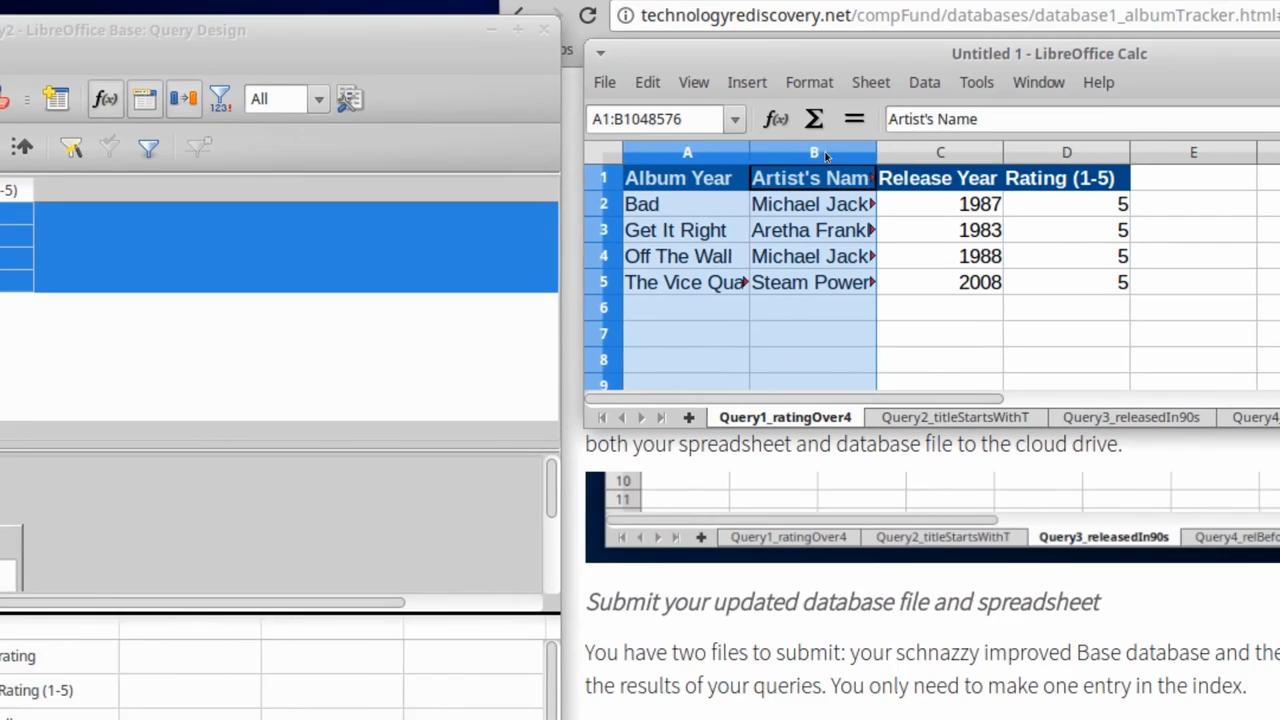 y2 - LibreOffice Base: Query Design
All
-5)
rating
Rating (1-5)
technologyrediscovery.net/compFund/databases/database1_albumTracker.html#
ps
Untitled 1 - LibreOffice Calc
File Edit View Insert Format Sheet Data Tools Window Help
A1:B1048576 f(x) Σ = Artist's Name
A B C D E
1 Album Year Artist's Nam Release Year Rating (1-5)
2 Bad Michael Jack 1987 5
3 Get It Right Aretha Frankl 1983 5
4 Off The Wall Michael Jack 1988 5
5 The Vice Qua Steam Power 2008 5
6
7
8
9
Query1_ratingOver4 Query2_titleStartsWithT Query3_releasedIn90s Query4
both your spreadsheet and database file to the cloud drive.
10
11
Query1_ratingOver4 Query2_titleStartsWithT Query3_releasedIn90s Query4_relBefo
Submit your updated database file and spreadsheet
You have two files to submit: your schnazzy improved Base database and the
the results of your queries. You only need to make one entry in the index.